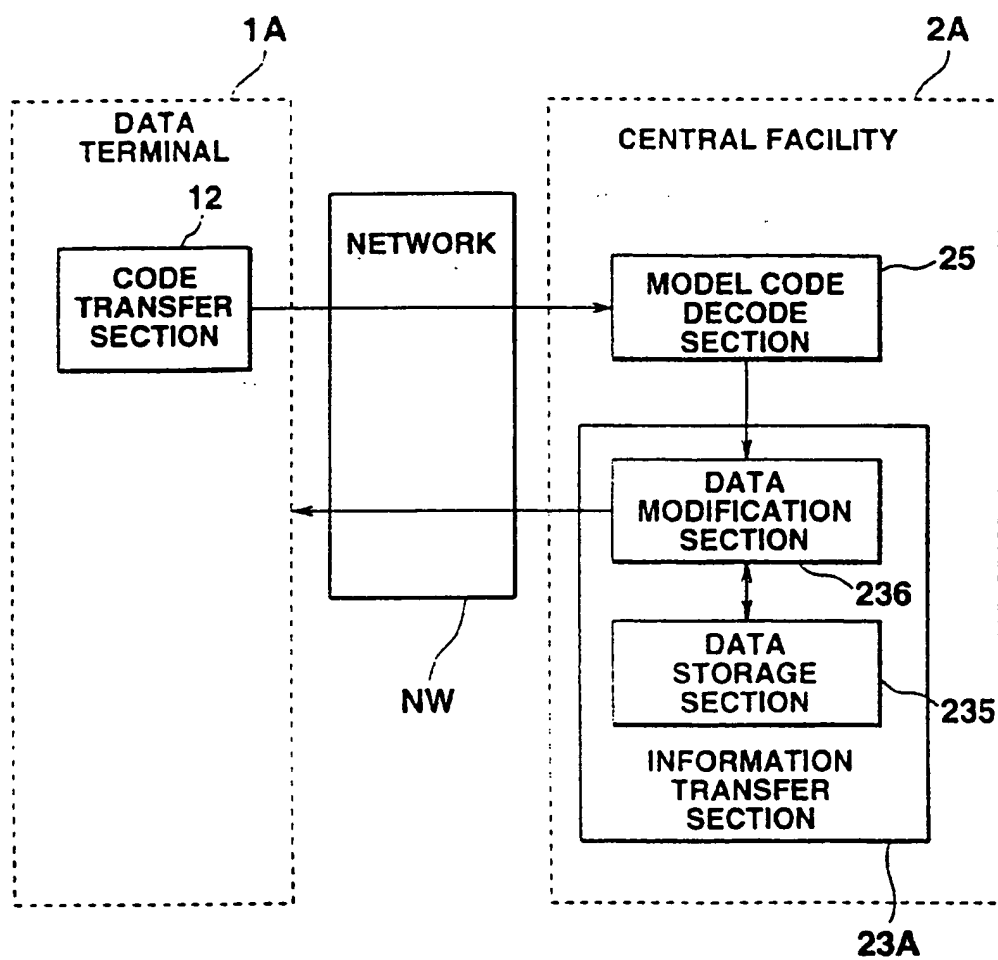 1A
2A
DATA
TERMINAL
CENTRAL FACILITY
12
NETWORK
CODE
TRANSFER
SECTION
25
MODEL CODE
DECODE
SECTION
DATA
MODIFICATION
SECTION
236
DATA
STORAGE
SECTION
235
NW
INFORMATION
TRANSFER
SECTION
23A